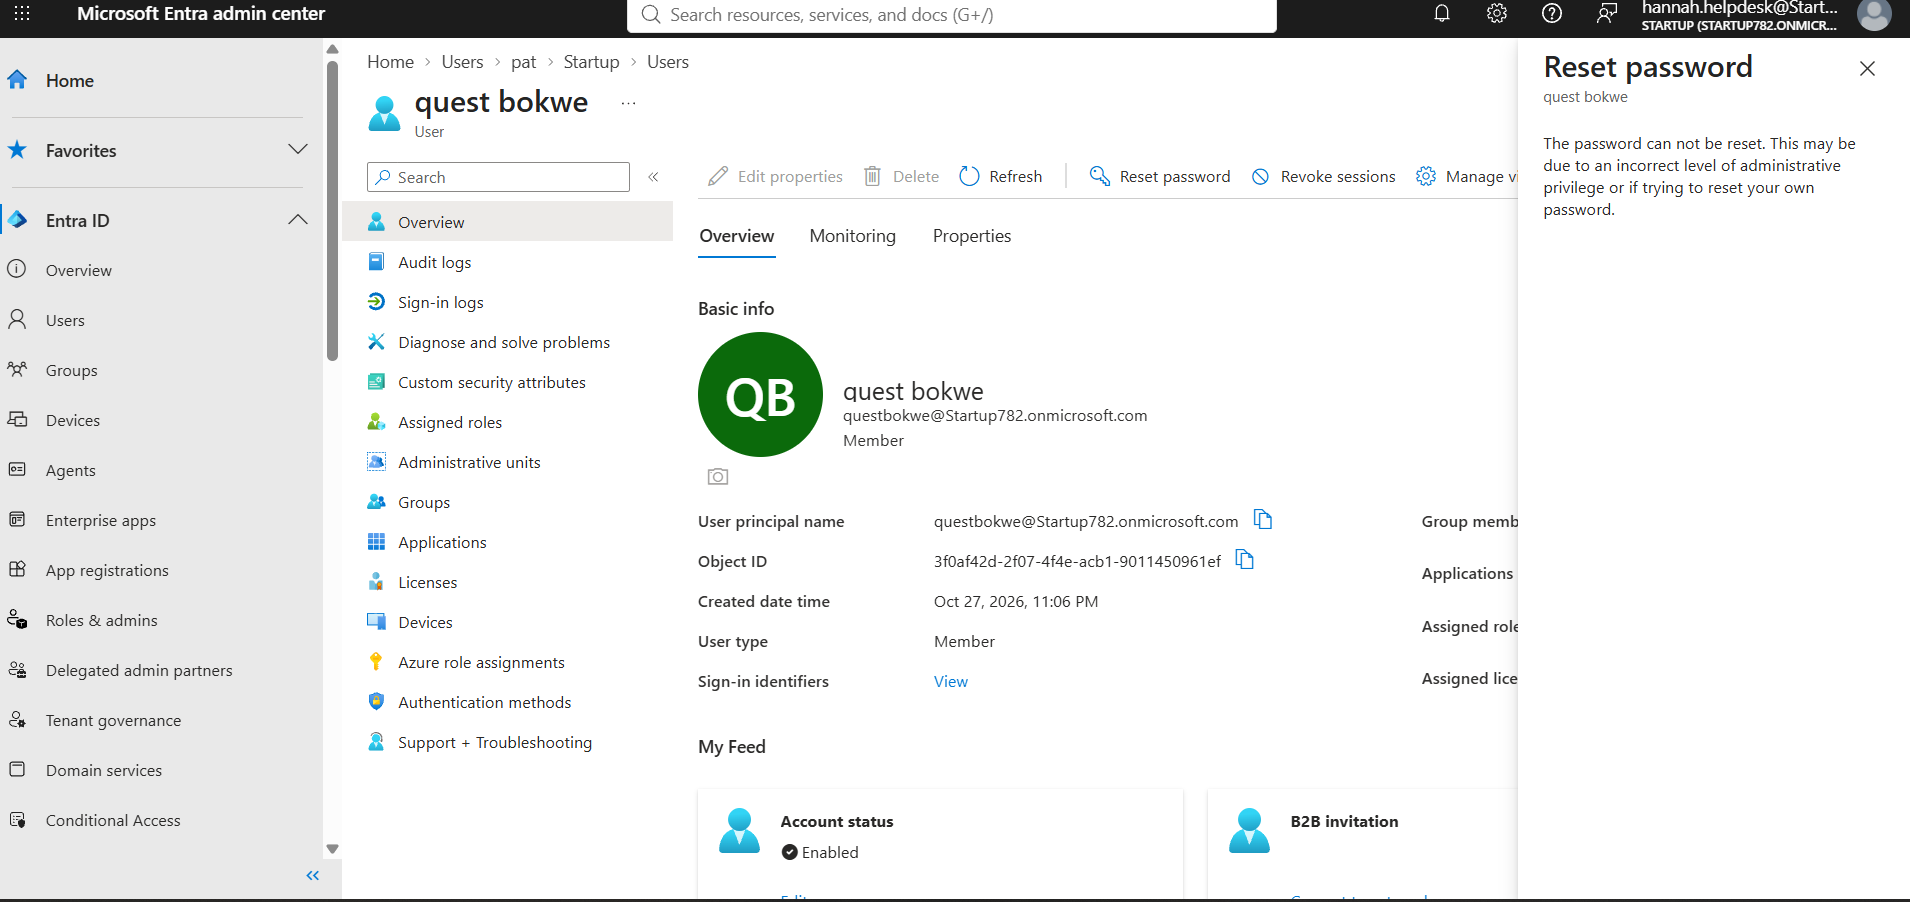 Microsoft Entra admin center
Search resources, services, and docs (G+/)
hannah.helpdesk@Start...
STARTUP (STARTUP782.ONMICR...
Home
Favorites
Entra ID
Overview
Users
Groups
Devices
Agents
Enterprise apps
App registrations
Roles & admins
Delegated admin partners
Tenant governance
Domain services
Conditional Access
Home > Users > pat > Startup > Users
quest bokwe ...
User
Search
Overview
Audit logs
Sign-in logs
Diagnose and solve problems
Custom security attributes
Assigned roles
Administrative units
Groups
Applications
Licenses
Devices
Azure role assignments
Authentication methods
Support + Troubleshooting
Edit properties Delete Refresh Reset password Revoke sessions Manage vi
Overview Monitoring Properties
Basic info
QB
quest bokwe
questbokwe@Startup782.onmicrosoft.com
Member
User principal name questbokwe@Startup782.onmicrosoft.com
Object ID 3f0af42d-2f07-4f4e-acb1-9011450961ef
Created date time Oct 27, 2026, 11:06 PM
User type Member
Sign-in identifiers View
Group memb
Applications
Assigned role
Assigned lice
My Feed
Account status
Enabled
B2B invitation
Reset password
quest bokwe
The password can not be reset. This may be
due to an incorrect level of administrative
privilege or if trying to reset your own
password.